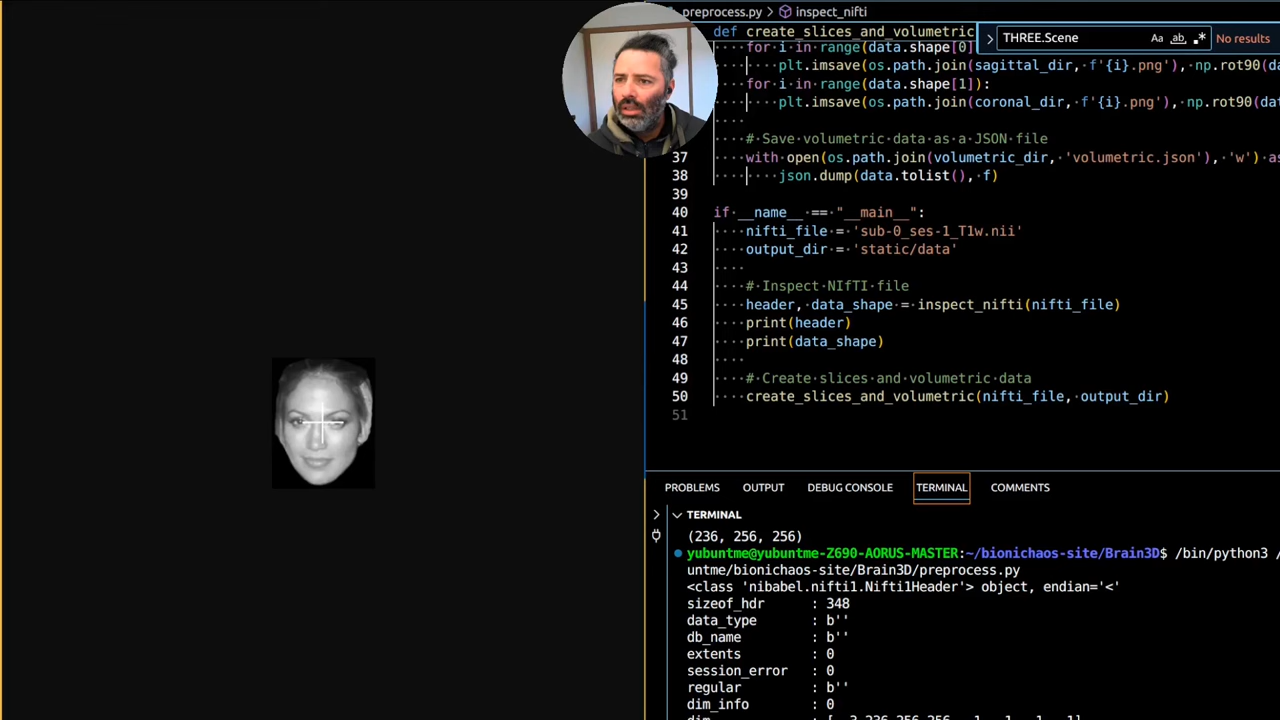 preprocess.py > inspect_nifti
def create_slices_and_volumetric
THREE.Scene
Aa
ab
.*
No results
for i in range(data.shape[0]
plt.imsave(os.path.join(sagittal_dir, f'{i}.png'), np.rot90(da
for i in range(data.shape[1]):
plt.imsave(os.path.join(coronal_dir, f'{i}.png'), np.rot90(dat
# Save volumetric data as a JSON file
37 with open(os.path.join(volumetric_dir, 'volumetric.json'), 'w') as
38 json.dump(data.tolist(), f)
39
40 if __name__ == "__main__":
41 nifti_file = 'sub-0_ses-1_T1w.nii'
42 output_dir = 'static/data'
43
44 # Inspect NIfTI file
45 header, data_shape = inspect_nifti(nifti_file)
46 print(header)
47 print(data_shape)
48
49 # Create slices and volumetric data
50 create_slices_and_volumetric(nifti_file, output_dir)
51
PROBLEMS OUTPUT DEBUG CONSOLE TERMINAL COMMENTS
TERMINAL
(236, 256, 256)
yubuntme@yubuntme-Z690-AORUS-MASTER:~/bionichaos-site/Brain3D$ /bin/python3 /
untme/bionichaos-site/Brain3D/preprocess.py
<class 'nibabel.nifti1.Nifti1Header'> object, endian='<'
sizeof_hdr : 348
data_type : b''
db_name : b''
extents : 0
session_error : 0
regular : b''
dim_info : 0